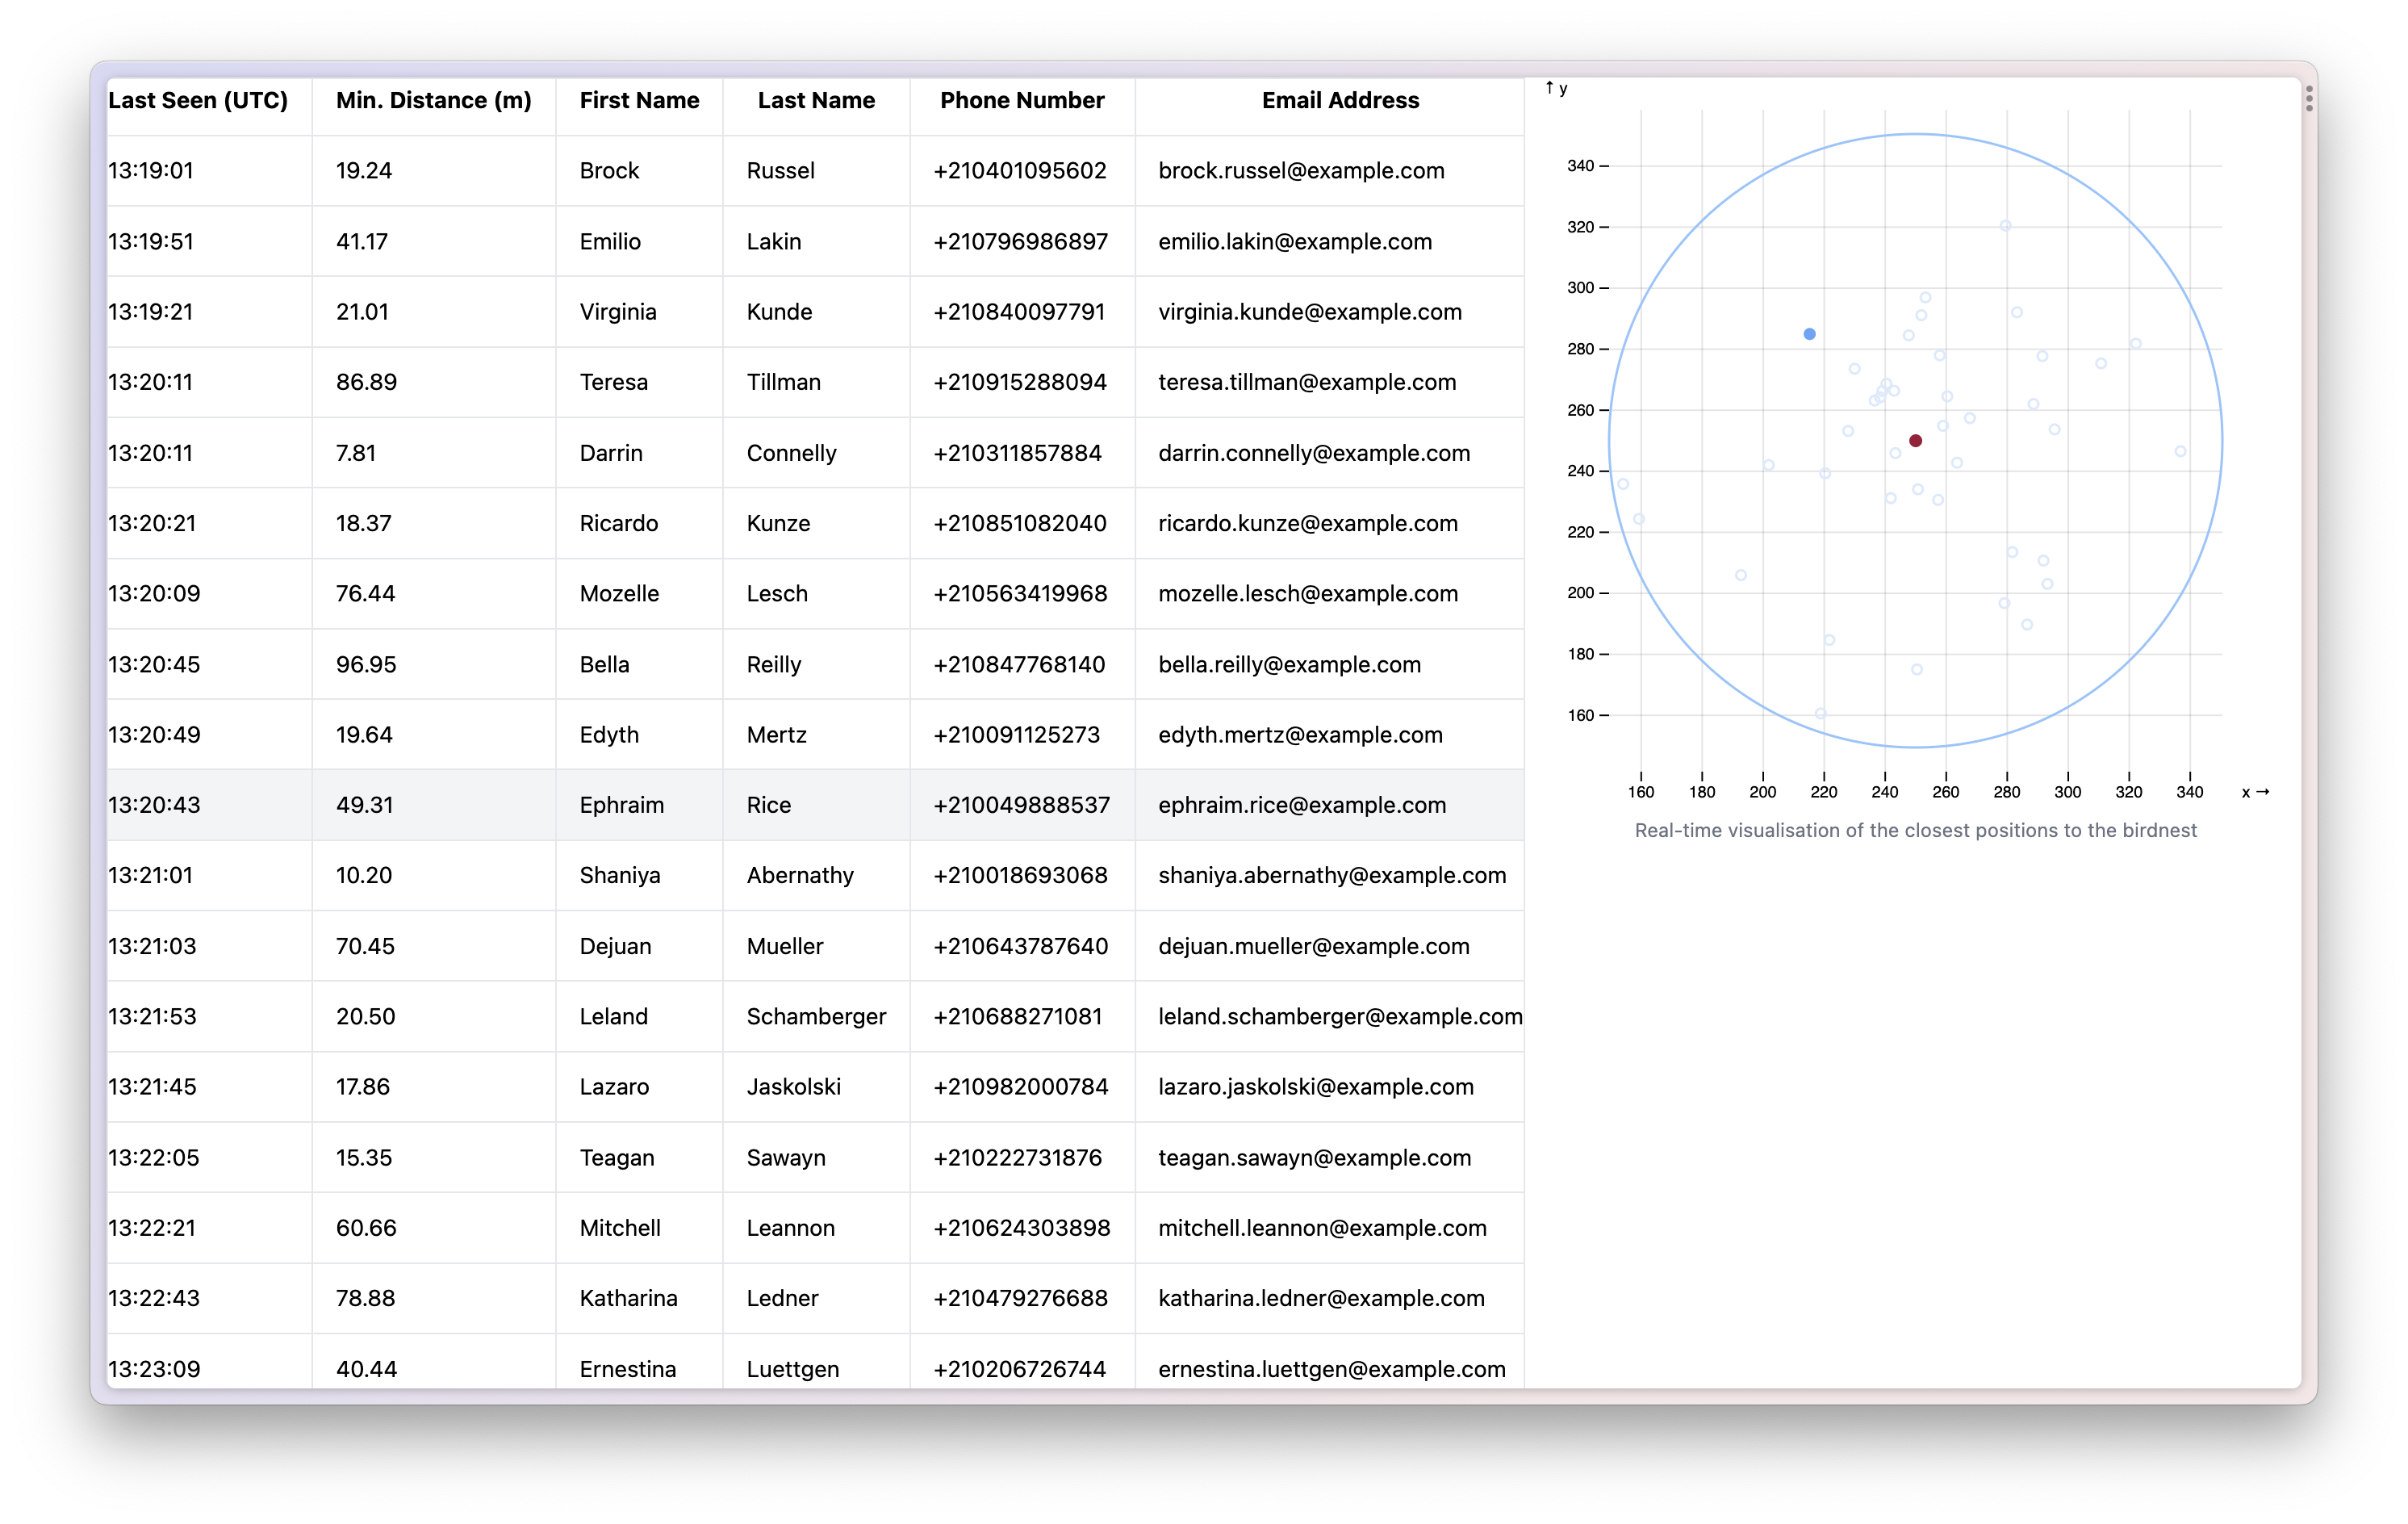 Last Seen (UTC) Min. Distance (m) First Name Last Name Phone Number Email Address
13:19:01 19.24 Brock Russel +210401095602 brock.russel@example.com
13:19:51 41.17 Emilio Lakin +210796986897 emilio.lakin@example.com
13:19:21 21.01 Virginia Kunde +210840097791 virginia.kunde@example.com
13:20:11 86.89 Teresa Tillman +210915288094 teresa.tillman@example.com
13:20:11 7.81 Darrin Connelly +210311857884 darrin.connelly@example.com
13:20:21 18.37 Ricardo Kunze +210851082040 ricardo.kunze@example.com
13:20:09 76.44 Mozelle Lesch +210563419968 mozelle.lesch@example.com
13:20:45 96.95 Bella Reilly +210847768140 bella.reilly@example.com
13:20:49 19.64 Edyth Mertz +210091125273 edyth.mertz@example.com
13:20:43 49.31 Ephraim Rice +210049888537 ephraim.rice@example.com
13:21:01 10.20 Shaniya Abernathy +210018693068 shaniya.abernathy@example.com
13:21:03 70.45 Dejuan Mueller +210643787640 dejuan.mueller@example.com
13:21:53 20.50 Leland Schamberger +210688271081 leland.schamberger@example.com
13:21:45 17.86 Lazaro Jaskolski +210982000784 lazaro.jaskolski@example.com
13:22:05 15.35 Teagan Sawayn +210222731876 teagan.sawayn@example.com
13:22:21 60.66 Mitchell Leannon +210624303898 mitchell.leannon@example.com
13:22:43 78.88 Katharina Ledner +210479276688 katharina.ledner@example.com
13:23:09 40.44 Ernestina Luettgen +210206726744 ernestina.luettgen@example.com
↑ y
340
320
300
280
260
240
220
200
180
160
160 180 200 220 240 260 280 300 320 340 x →
Real-time visualisation of the closest positions to the birdnest